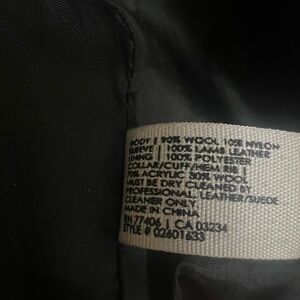 BODY | 90% WOOL 10% NYLON
SLEEVE | 100% LAMB LEATHER
LINING | 100% POLYESTER
COLLAR/CUFF/HEM RIB |
70% ACRYLIC 30% WOOL
MUST BE DRY CLEANED BY
PROFESSIONAL LEATHER/SUEDE
CLEANER ONLY
MADE IN CHINA
RN 77406 | CA 03234
STYLE # 02601633